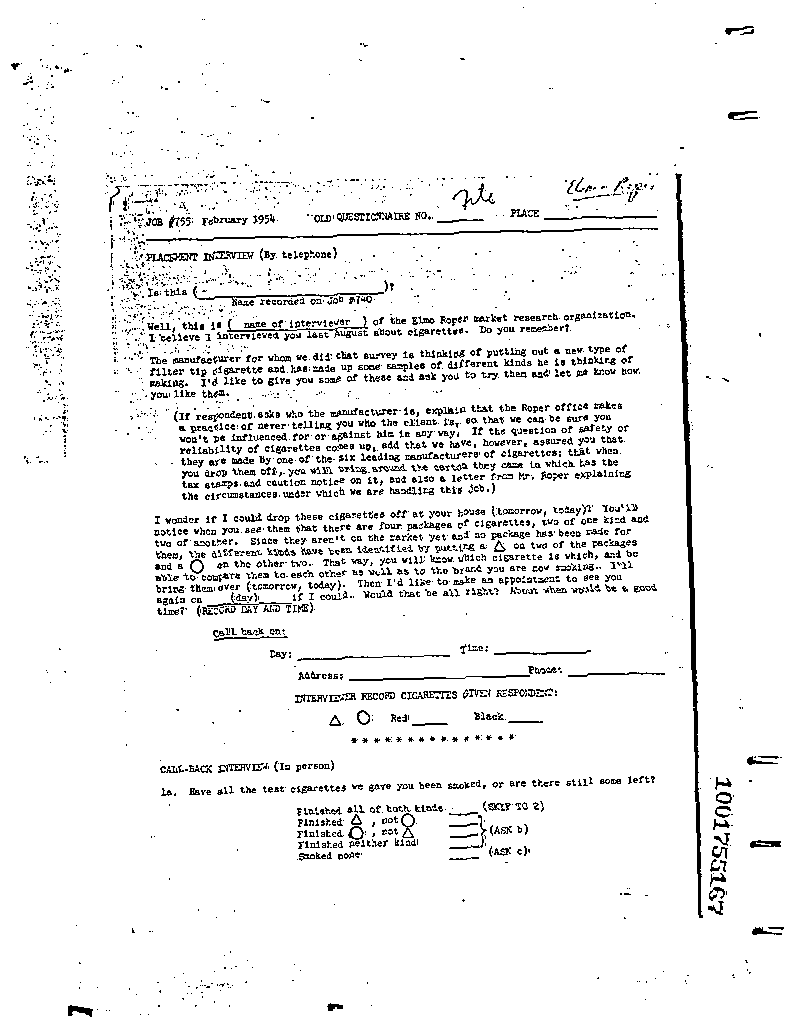 Elmo Roper
JOB #755 February 1954 OLD QUESTIONNAIRE NO. ______ PLACE ____________
PLACEMENT INTERVIEW (By telephone)
Is this (____________________)?
Name recorded on Job #740
Well, this is ( name of interviewer ) of the Elmo Roper market research organization.
I believe I interviewed you last August about cigarettes. Do you remember?
The manufacturer for whom we did that survey is thinking of putting out a new type of
filter tip cigarette and has made up some samples of different kinds he is thinking of
making. I'd like to give you some of these and ask you to try them and let me know how
you like them.
(If respondent asks who the manufacturer is, explain that the Roper office makes
a practice of never telling you who the client is, so that we can be sure you
won't be influenced for or against him in any way. If the question of safety or
reliability of cigarettes comes up, add that we have, however, assured you that
they are made by one of the six leading manufacturers of cigarettes; that when
you drop them off, you will bring around the carton they came in which has the
tax stamps and caution notice on it, and also a letter from Mr. Roper explaining
the circumstances under which we are handling this job.)
I wonder if I could drop these cigarettes off at your house (tomorrow, today)? You'll
notice when you see them that there are four packages of cigarettes, two of one kind and
two of another. Since they aren't on the market yet and no package has been made for
them, the different kinds have been identified by putting a △ on two of the packages
and a ○ on the other two. That way, you will know which cigarette is which, and be
able to compare them to each other as well as to the brand you are now smoking. I'll
bring them over (tomorrow, today). Then I'd like to make an appointment to see you
again on (day) if I could. Would that be all right? About when would be a good
time? (RECORD DAY AND TIME)
Call back on:
Day: ____________ Time: ____________
Address: ____________ Phone: ____________
INTERVIEWER RECORD CIGARETTES GIVEN RESPONDENT:
△ ○ Red _____ Black _____
* * * * * * * * * * * * * * *
CALL-BACK INTERVIEW (In person)
1a. Have all the test cigarettes we gave you been smoked, or are there still some left?
Finished all of both kinds ____ (SKIP TO 2)
Finished △, not ○ ____
Finished ○, not △ ____ (ASK b)
Finished neither kind ____
Smoked none ____ (ASK c)
1001755167